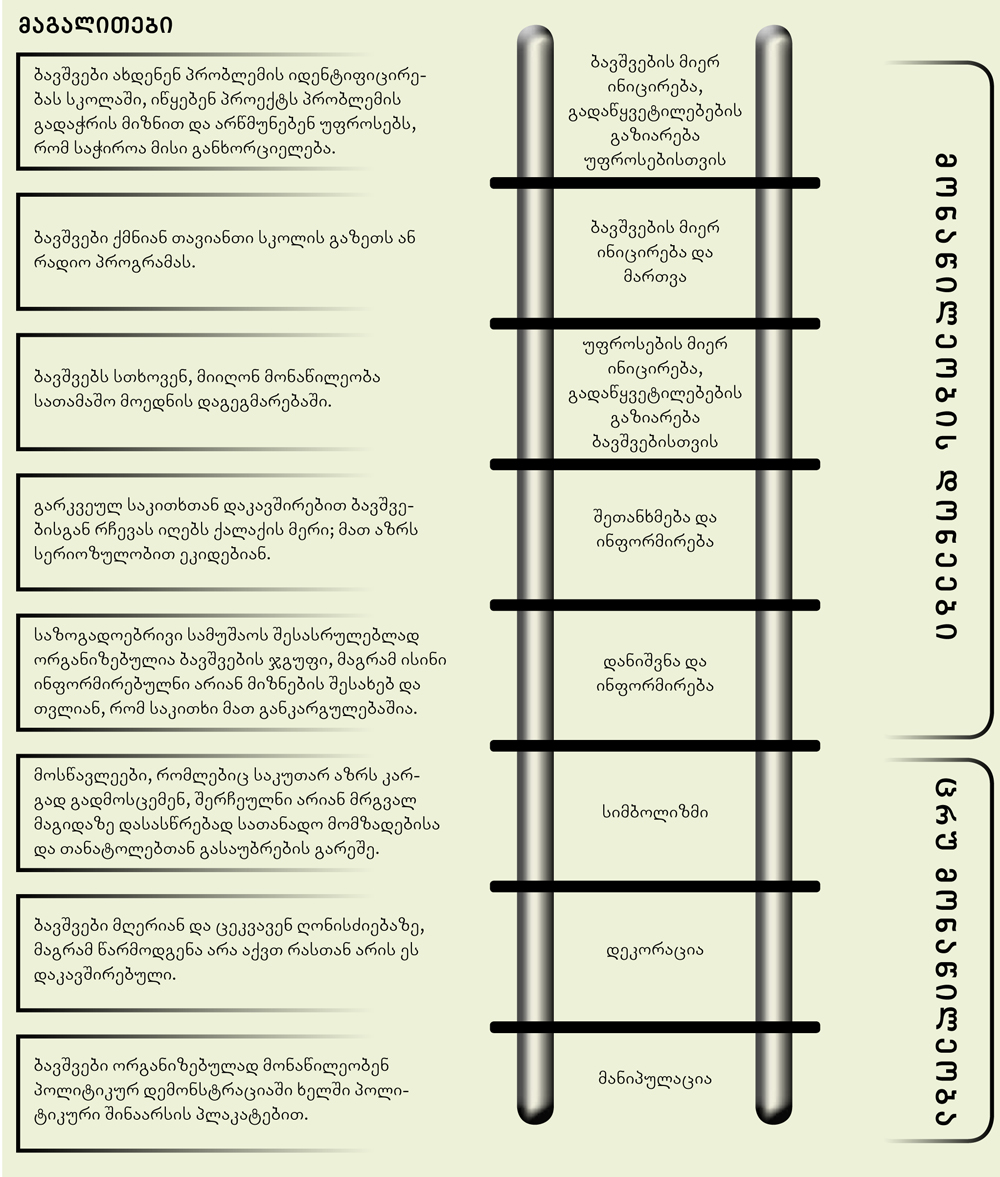 მაგალითები
ბავშვები ახდენენ პრობლემის იდენტიფიცირე-
ბას სკოლაში, იწყებენ პროექტს პრობლემის
გადაჭრის მიზნით და არწმუნებენ უფროსებს,
რომ საჭიროა მისი განხორციელება.
ბავშვების მიერ
ინიცირება,
გადაწყვეტილებების
გაზიარება
უფროსებისთვის
ბავშვები ქმნიან თავიანთი სკოლის გაზეთს ან
რადიო პროგრამას.
ბავშვების მიერ
ინიცირება და
მართვა
ბავშვებს სთხოვენ, მიიღონ მონაწილეობა
სათამაშო მოედნის დაგეგმარებაში.
უფროსების მიერ
ინიცირება,
გადაწყვეტილებების
გაზიარება
ბავშვებისთვის
გარკვეულ საკითხთან დაკავშირებით ბავშვე-
ბისგან რჩევას იღებს ქალაქის მერი; მათ აზრს
სერიოზულობით ეკიდებიან.
შეთანხმება და
ინფორმირება
საზოგადოებრივი სამუშაოს შესასრულებლად
ორგანიზებულია ბავშვების ჯგუფი, მაგრამ ისინი
ინფორმირებულნი არიან მიზნების შესახებ და
თვლიან, რომ საკითხი მათ განკარგულებაშია.
დანიშვნა და
ინფორმირება
მონაწილეობის დონეები
მოსწავლეები, რომლებიც საკუთარ აზრს კარ-
გად გადმოსცემენ, შერჩეულნი არიან მრგვალ
მაგიდაზე დასასწრებად სათანადო მომზადებისა
და თანატოლებთან გასაუბრების გარეშე.
სიმბოლიზმი
ბავშვები მღერიან და ცეკვავენ ღონისძიებაზე,
მაგრამ წარმოდგენა არა აქვთ რასთან არის ეს
დაკავშირებული.
დეკორაცია
ბავშვები ორგანიზებულად მონაწილეობენ
პოლიტიკურ დემონსტრაციაში ხელში პოლი-
ტიკური შინაარსის პლაკატებით.
მანიპულაცია
ცრუ მონაწილეობა